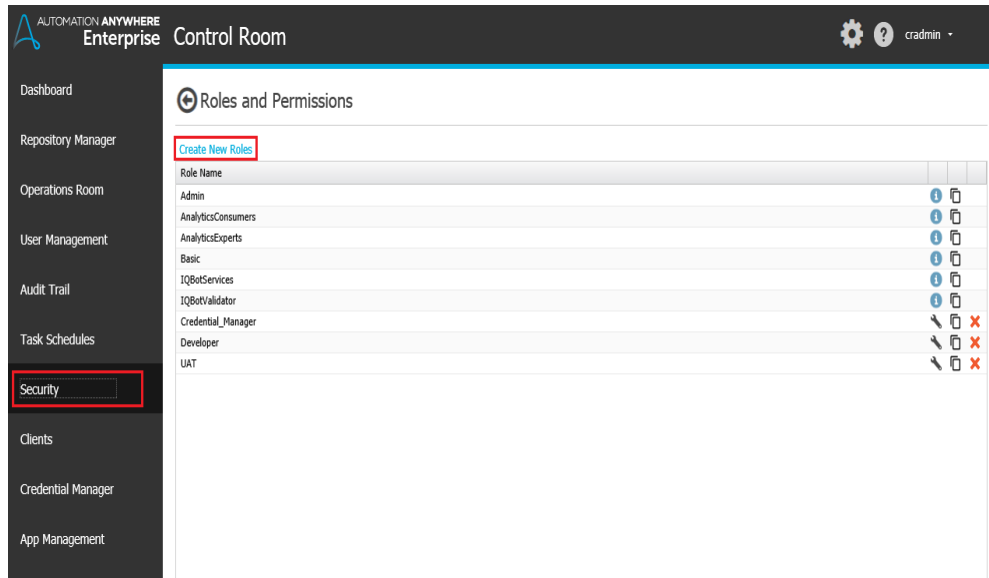 AUTOMATION ANYWHERE
Enterprise Control Room
? cradmin
Dashboard
Repository Manager
Operations Room
User Management
Audit Trail
Task Schedules
Security
Clients
Credential Manager
App Management
Roles and Permissions
Create New Roles
Role Name
Admin
AnalyticsConsumers
AnalyticsExperts
Basic
IQBotServices
IQBotValidator
Credential_Manager
Developer
UAT